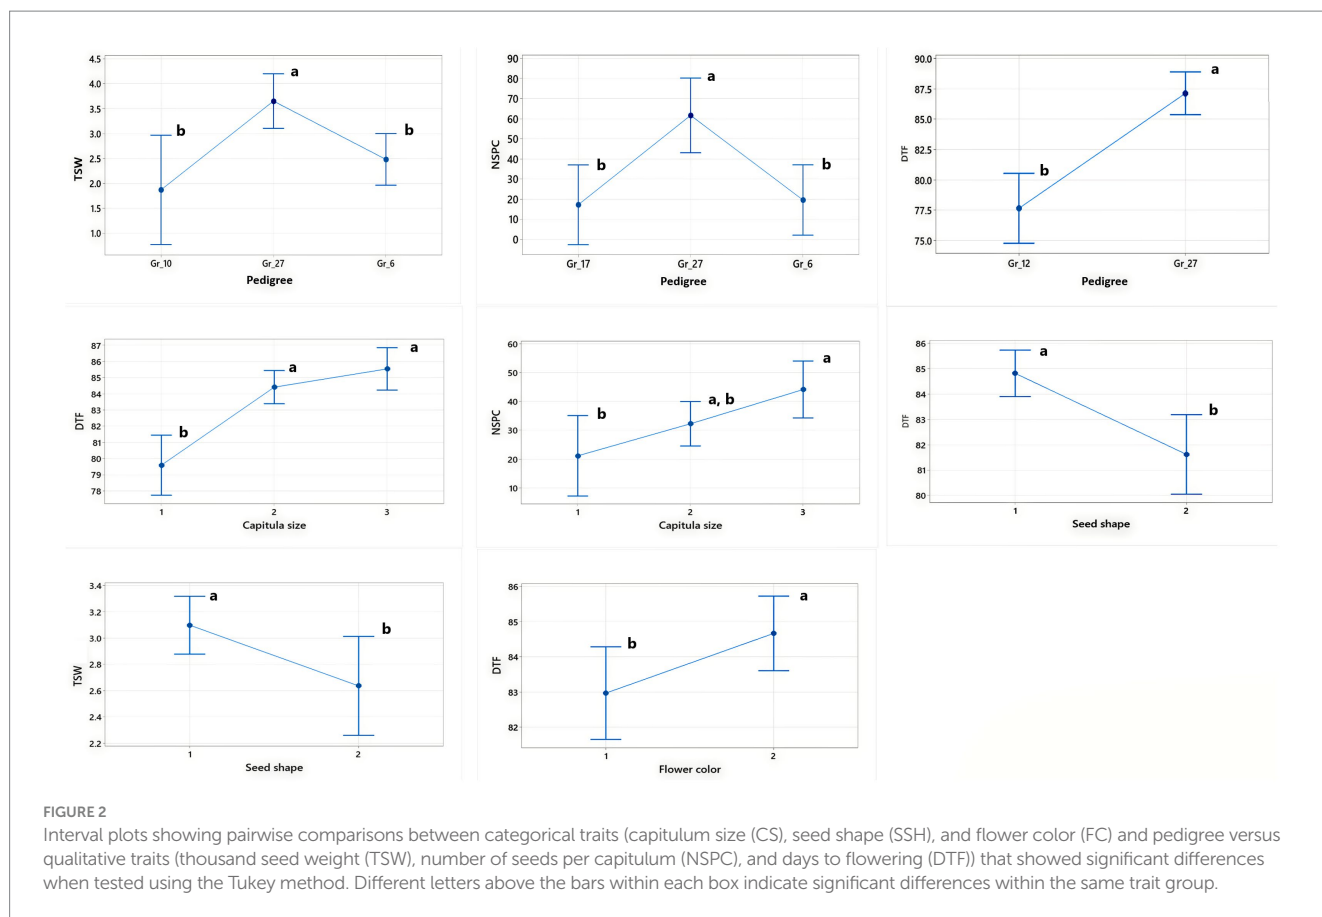 4.5
4.0
3.5
3.0
2.5
2.0
1.5
1.0
TSW
b
a
b
Gr_10 Gr_27 Gr_6
Pedigree
90
80
70
60
50
40
30
20
10
0
NSPC
b
a
b
Gr_17 Gr_27 Gr_6
Pedigree
90.0
87.5
85.0
82.5
80.0
77.5
75.0
DTF
b
a
Gr_12 Gr_27
Pedigree
87
86
85
84
83
82
81
80
79
78
DTF
b
a
a
1 2 3
Capitula size
60
50
40
30
20
10
NSPC
b
a, b
a
1 2 3
Capitula size
86
85
84
83
82
81
80
DTF
a
b
1 2
Seed shape
3.4
3.2
3.0
2.8
2.6
2.4
2.2
TSW
a
b
1 2
Seed shape
86
85
84
83
82
DTF
b
a
1 2
Flower color
FIGURE 2
Interval plots showing pairwise comparisons between categorical traits (capitulum size (CS), seed shape (SSH), and flower color (FC) and pedigree versus
qualitative traits (thousand seed weight (TSW), number of seeds per capitulum (NSPC), and days to flowering (DTF)) that showed significant differences
when tested using the Tukey method. Different letters above the bars within each box indicate significant differences within the same trait group.